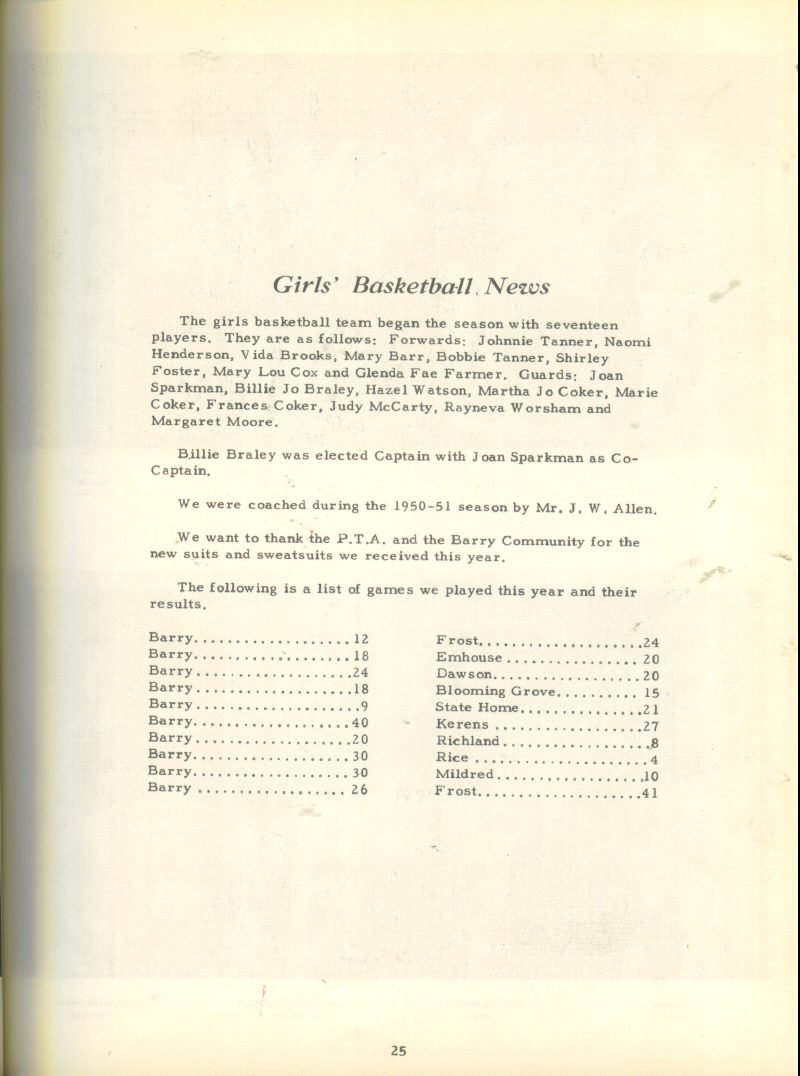 Girls' Basketball News
The girls basketball team began the season with seventeen
players. They are as follows: Forwards: Johnnie Tanner, Naomi
Henderson, Vida Brooks, Mary Barr, Bobbie Tanner, Shirley
Foster, Mary Lou Cox and Glenda Fae Farmer. Guards: Joan
Sparkman, Billie Jo Braley, Hazel Watson, Martha Jo Coker, Marie
Coker, Frances Coker, Judy McCarty, Rayneva Worsham and
Margaret Moore.
Billie Braley was elected Captain with Joan Sparkman as Co-
Captain.
We were coached during the 1950-51 season by Mr. J. W. Allen.
We want to thank the P.T.A. and the Barry Community for the
new suits and sweatsuits we received this year.
The following is a list of games we played this year and their
results.
Barry...................12 Frost....................24
Barry...................18 Emhouse................20
Barry...................24 Dawson..................20
Barry...................18 Blooming Grove..........15
Barry....................9 State Home...............21
Barry...................40 Kerens..................27
Barry...................20 Richland..................8
Barry...................30 Rice.....................4
Barry...................30 Mildred..................10
Barry..................26 Frost....................41
25